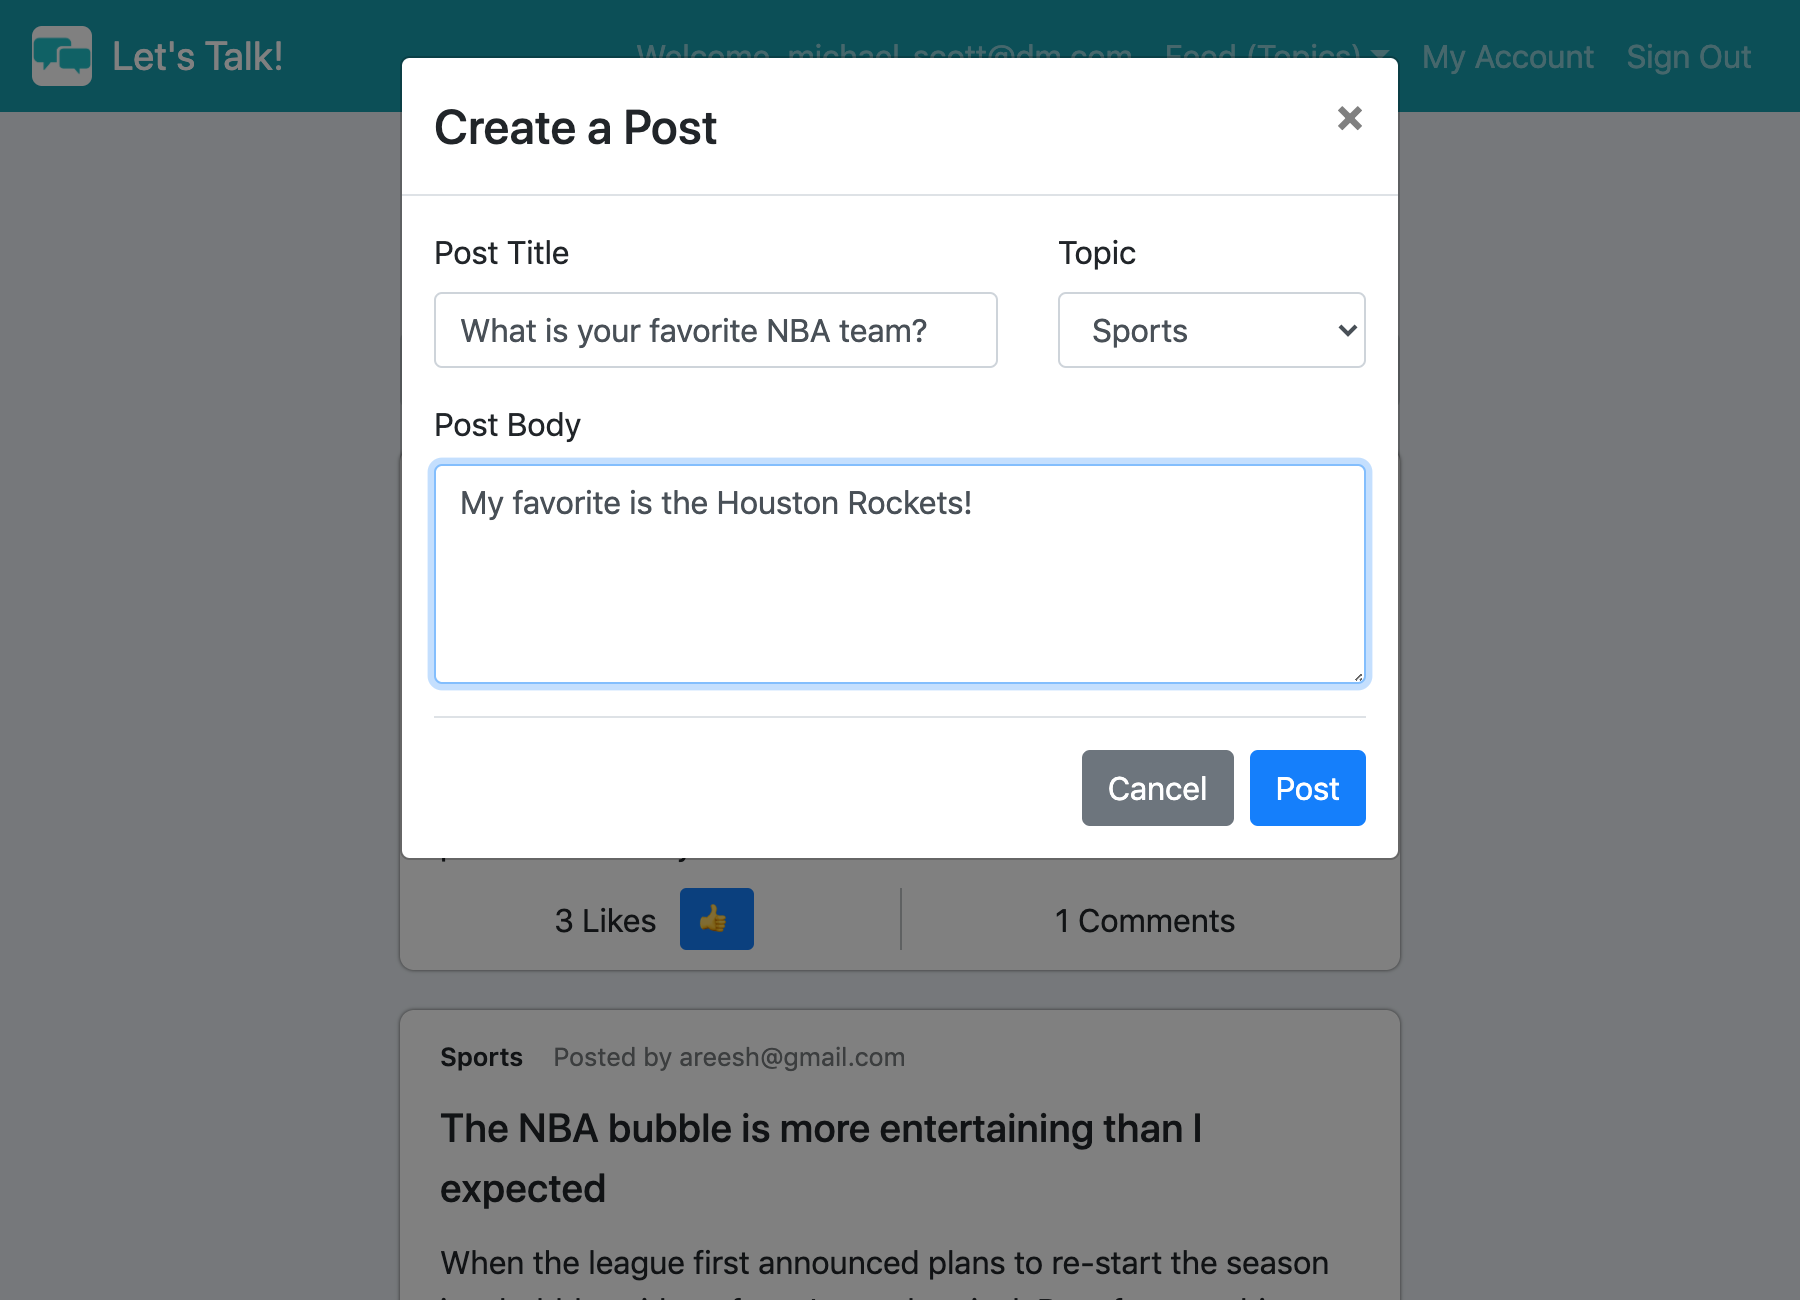 Let's Talk!
Welcome, michael_scott@dm.com Feed (Topics) My Account Sign Out
Create a Post
×
Post Title
Topic
What is your favorite NBA team?
Sports
Post Body
My favorite is the Houston Rockets!
Cancel
Post
3 Likes
1 Comments
Sports Posted by areesh@gmail.com
The NBA bubble is more entertaining than I
expected
When the league first announced plans to re-start the season